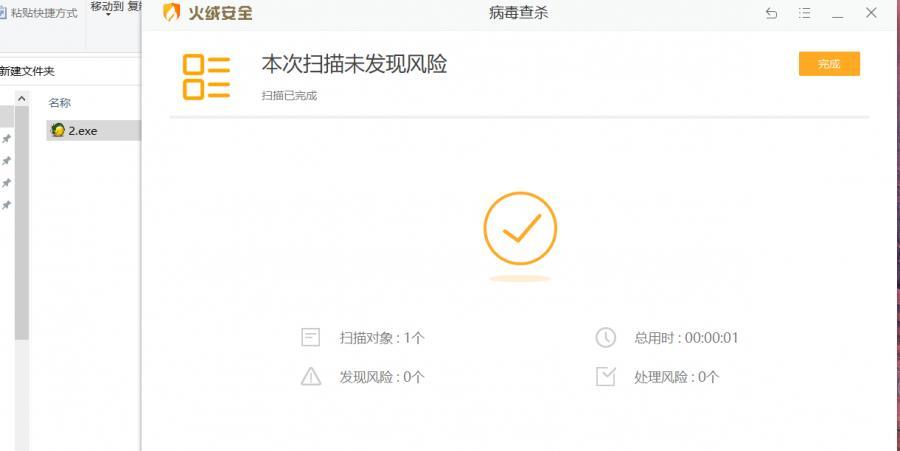 粘贴快捷方式
移动到
火绒安全
病毒查杀
新建文件夹
本次扫描未发现风险
完成
扫描已完成
名称
2.exe
扫描对象 : 1个
总用时 : 00:00:01
发现风险 : 0个
处理风险 : 0个